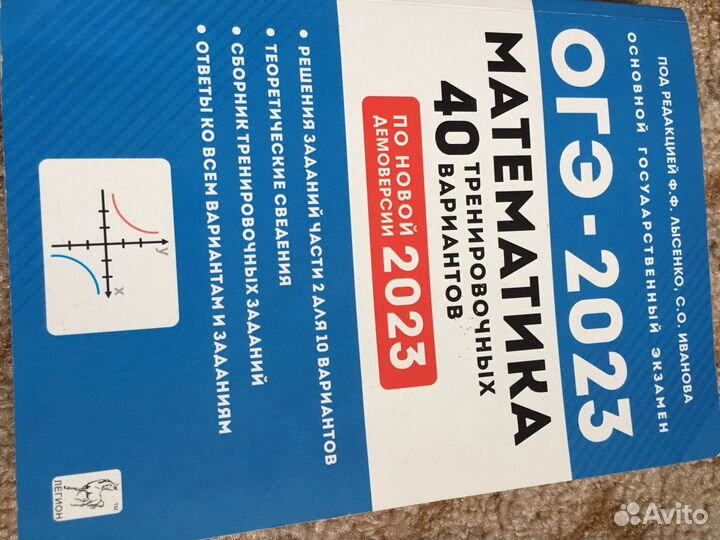 ПОД РЕДАКЦИЕЙ Ф.Ф. ЛЫСЕНКО, С.О. ИВАНОВА
ОСНОВНОЙ ГОСУДАРСТВЕННЫЙ ЭКЗАМЕН
ОГЭ - 2023
МАТЕМАТИКА
40 ТРЕНИРОВОЧНЫХ
ВАРИАНТОВ
ПО НОВОЙ
ДЕМОВЕРСИИ 2023
• РЕШЕНИЯ ЗАДАНИЙ ЧАСТИ 2 ДЛЯ 10 ВАРИАНТОВ
• ТЕОРЕТИЧЕСКИЕ СВЕДЕНИЯ
• СБОРНИК ТРЕНИРОВОЧНЫХ ЗАДАНИЙ
• ОТВЕТЫ КО ВСЕМ ВАРИАНТАМ И ЗАДАНИЯМ
y
x
ЛЕГИОН
TM
Avito